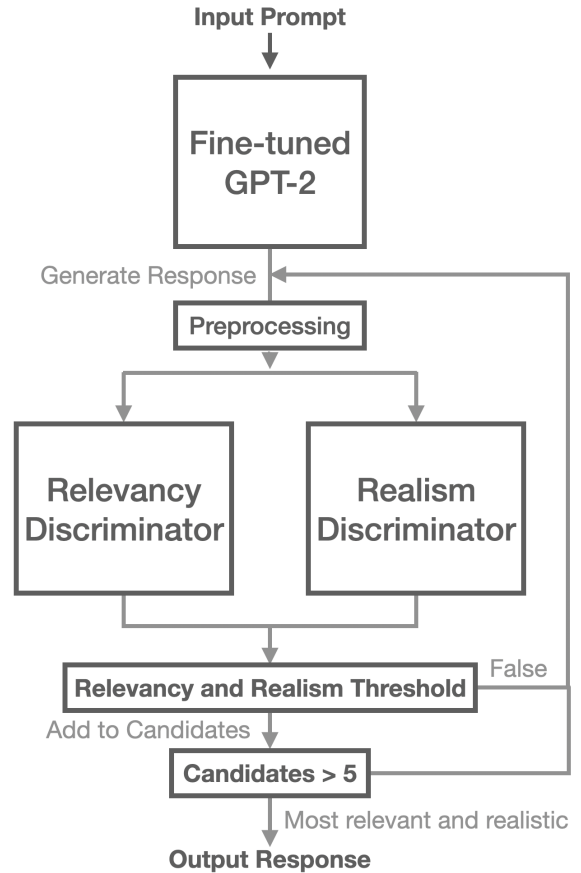 Input Prompt
Fine-tuned
GPT-2
Generate Response
Preprocessing
Relevancy
Discriminator
Realism
Discriminator
False
Relevancy and Realism Threshold
Add to Candidates
Candidates > 5
Most relevant and realistic
Output Response